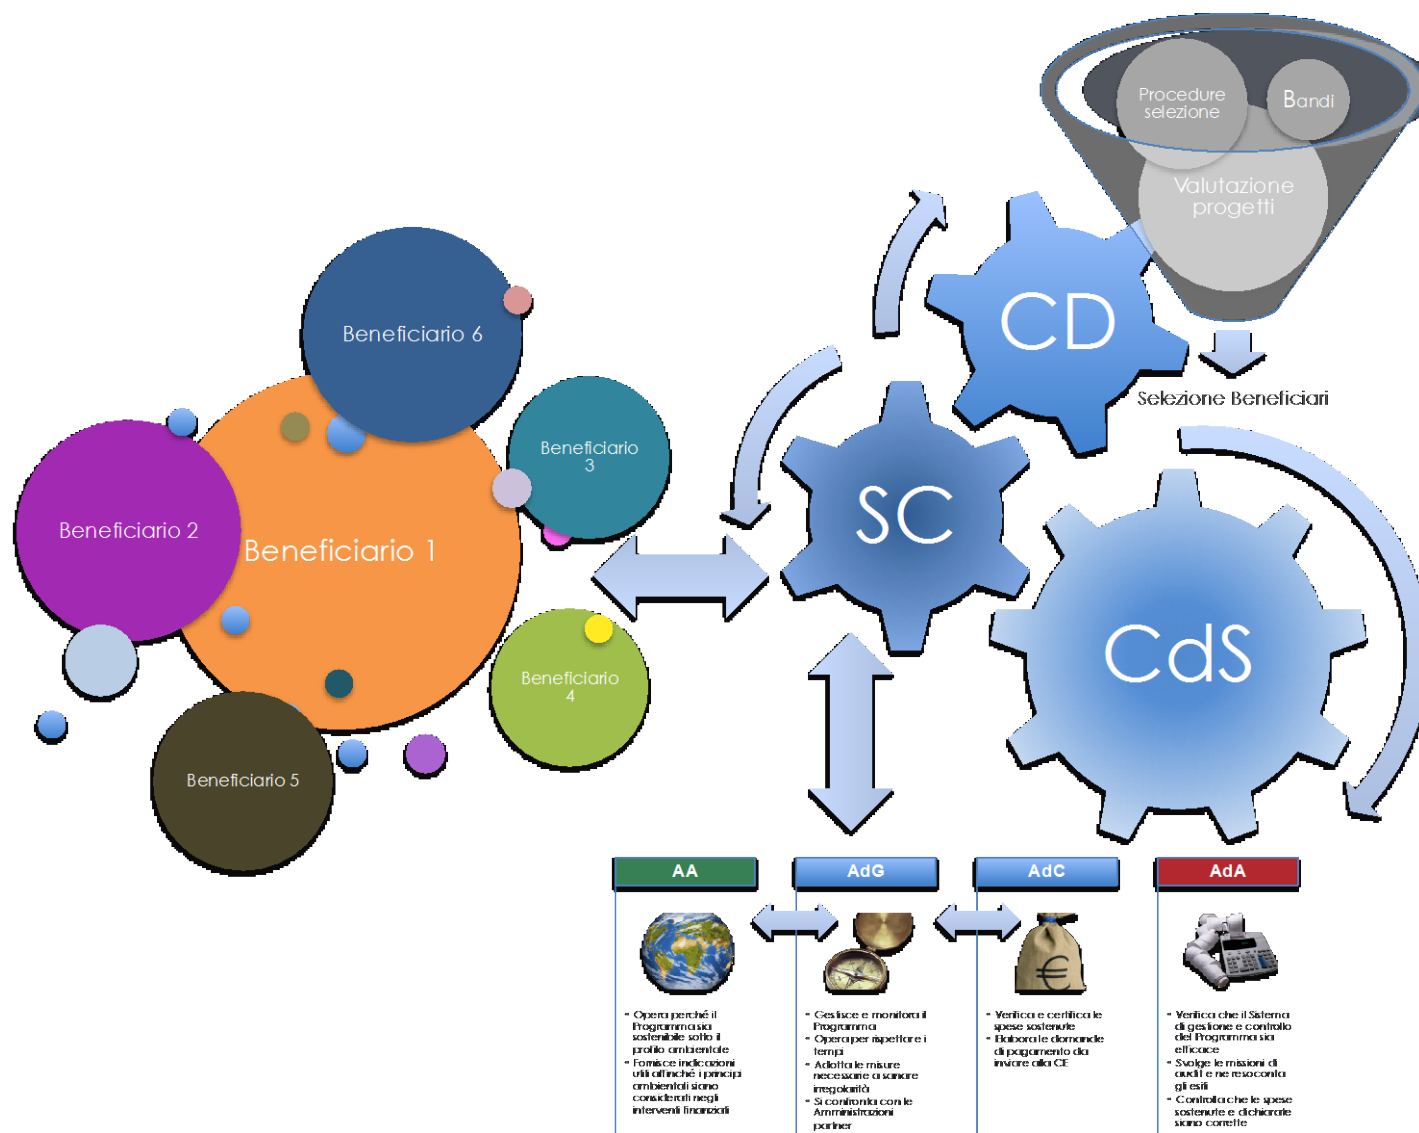 Procedure
selezione
Bandi
Valutazione
progetti
CD
Selezione Beneficiari
SC
CdS
Beneficiario 6
Beneficiario
3
Beneficiario 2
Beneficiario 1
Beneficiario
4
Beneficiario 5
AA
- Opera perché il
Programma sia
sostenibile sotto il
profilo ambientale
- Fornisce indicazioni
utili affinché i principi
ambientali siano
considerati negli
interventi finanziati
AdG
- Gestisce e monitora il
Programma
- Opera per rispettare i
tempi
- Adotta le misure
necessarie a sanare
irregolarità
- Si confronta con le
Amministrazioni
partner
AdC
€
- Verifica e certifica le
spese sostenute
- Elabora le domande
di pagamento da
inviare alla CE
AdA
- Verifica che il Sistema
di gestione e controllo
del Programma sia
efficace
- Svolge le missioni di
audit e ne resoconta
gli esiti
- Controlla che le spese
sostenute e dichiarate
siano corrette